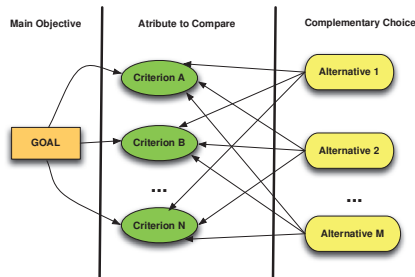 Main Objective
Atribute to Compare
Complementary Choice
GOAL
Criterion A
Criterion B
...
Criterion N
Alternative 1
Alternative 2
...
Alternative M